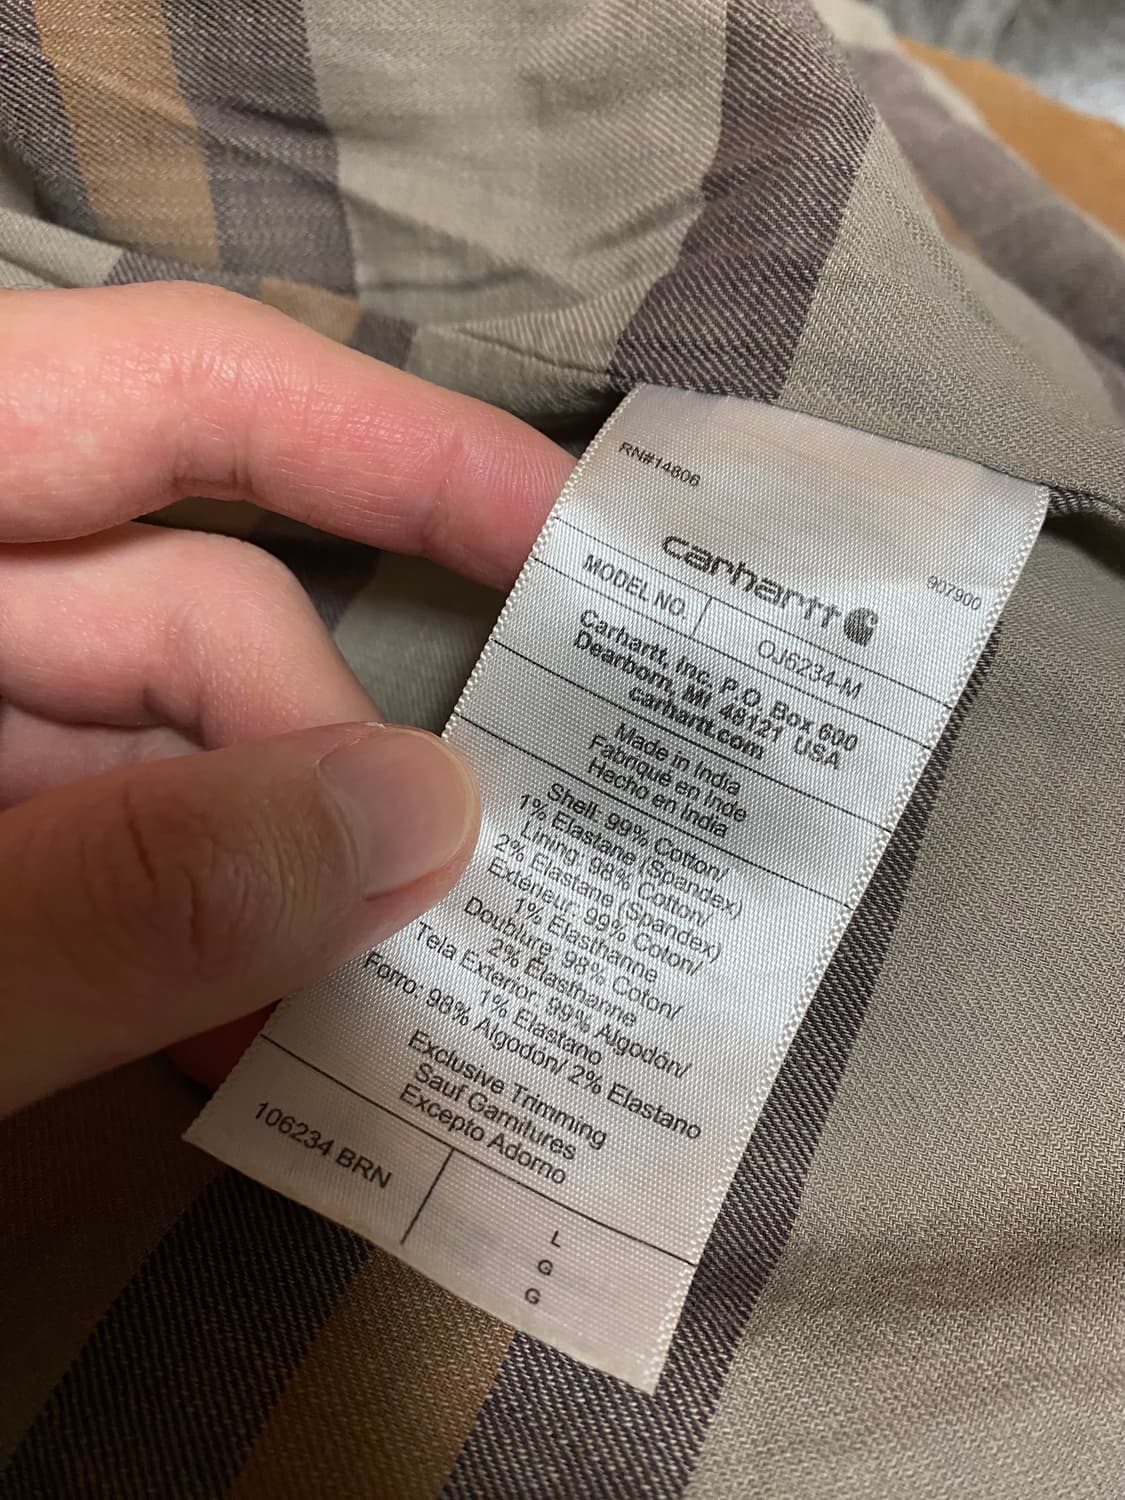 RN#14806
carhartt
907900
MODEL NO. OJ6234-M
Carhartt, Inc. P.O. Box 600
Dearborn, MI 48121 USA
carhartt.com
Made in India
Fabriqué en Inde
Hecho en India
Shell: 99% Cotton/
1% Elastane (Spandex)
Lining: 98% Cotton/
2% Elastane (Spandex)
Extérieur: 99% Coton/
1% Élasthanne
Doublure: 98% Coton/
2% Élasthanne
Tela Exterior: 99% Algodón/
1% Elastano
Forro: 98% Algodón/ 2% Elastano
Exclusive Trimming
Sauf Garnitures
Excepto Adorno
106234 BRN
L
G
G